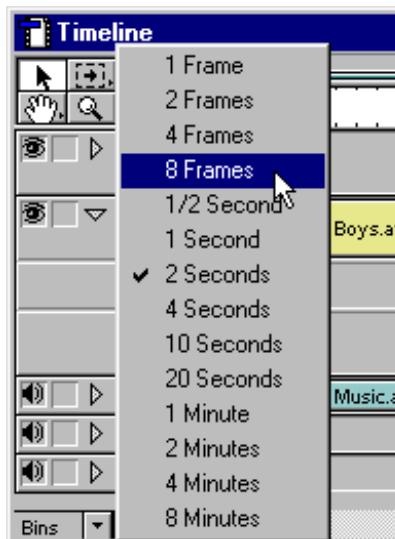 Timeline
1 Frame
2 Frames
4 Frames
8 Frames
1/2 Second
1 Second
2 Seconds
4 Seconds
10 Seconds
20 Seconds
1 Minute
2 Minutes
4 Minutes
8 Minutes
Boys.a
Music.a
Bins